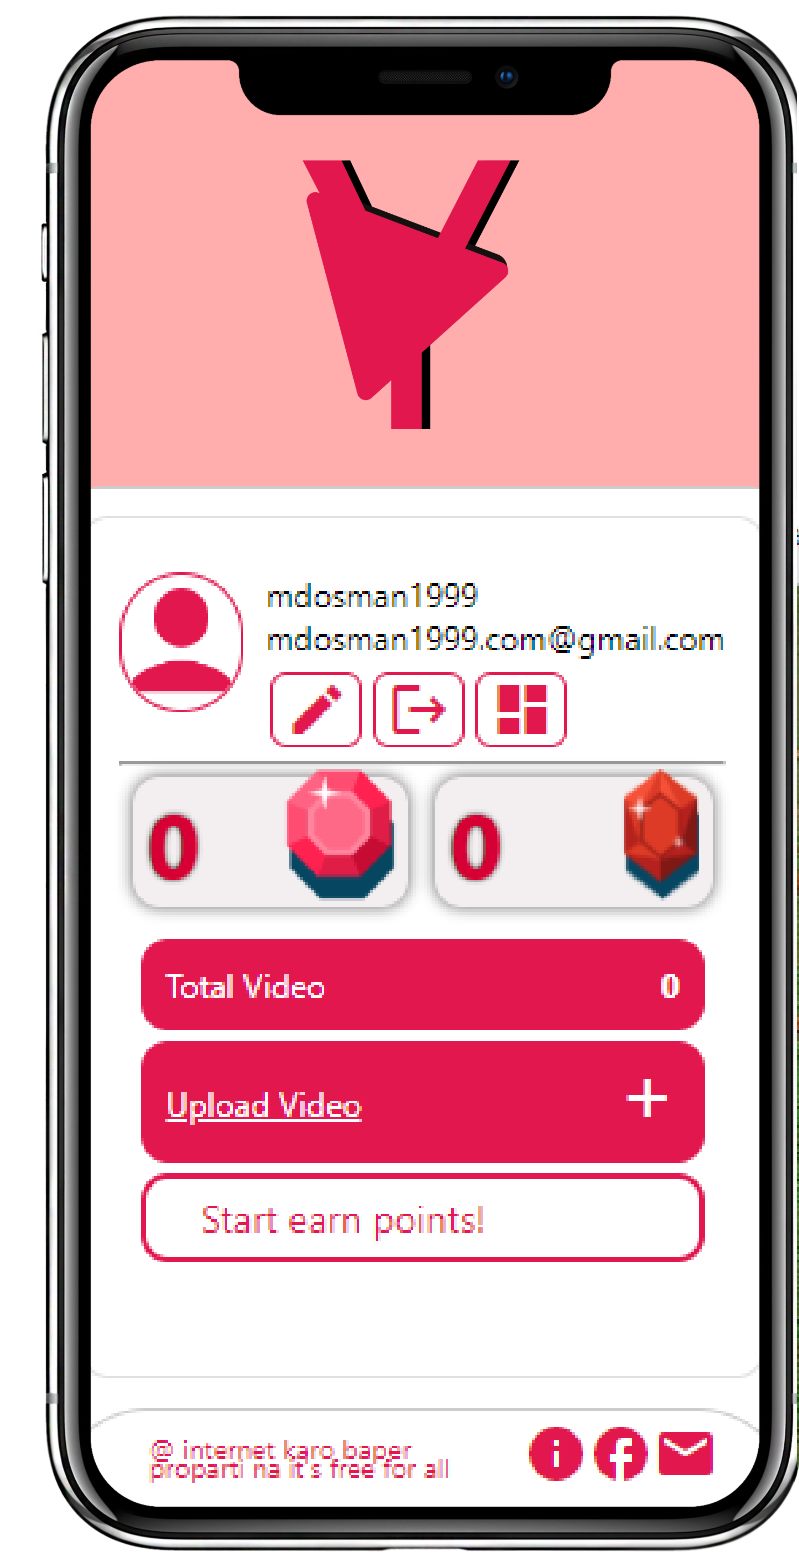 Y
mdosman1999
mdosman1999.com@gmail.com
0
0
Total Video 0
Upload Video +
Start earn points!
@ internet karo baper
proparti na it's free for all